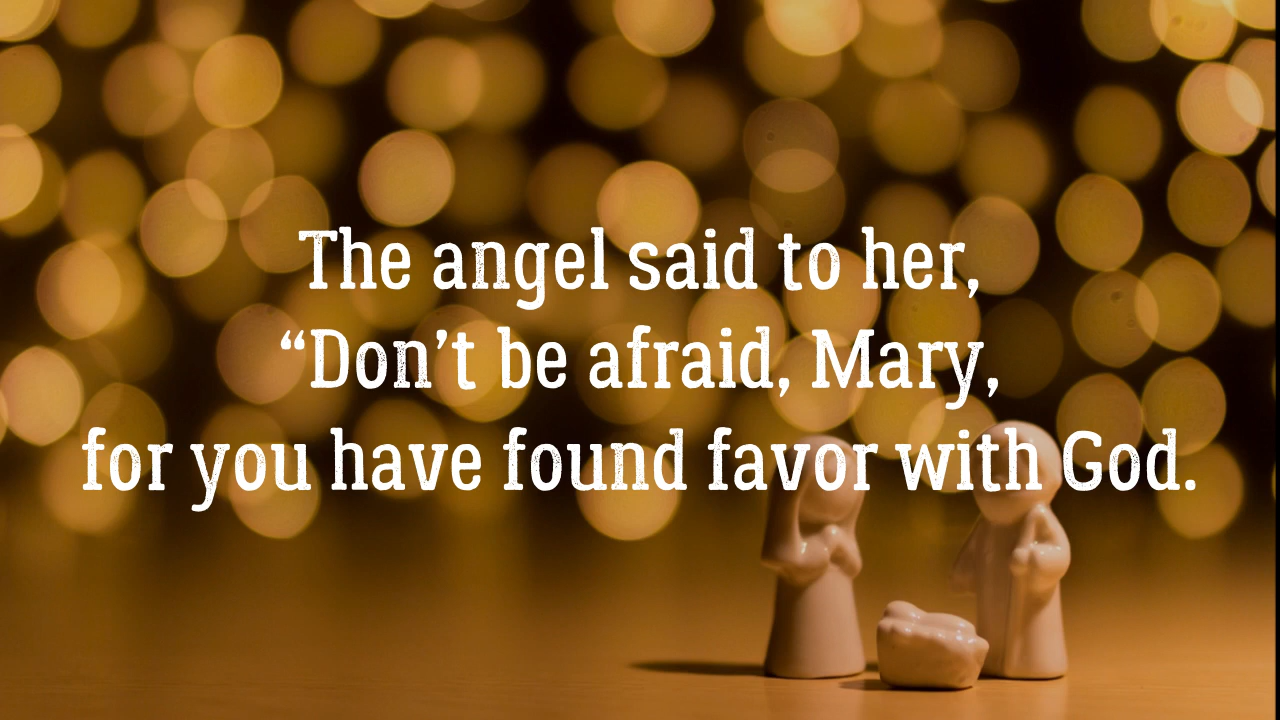 The angel said to her,
“Don’t be afraid, Mary,
for you have found favor with God.